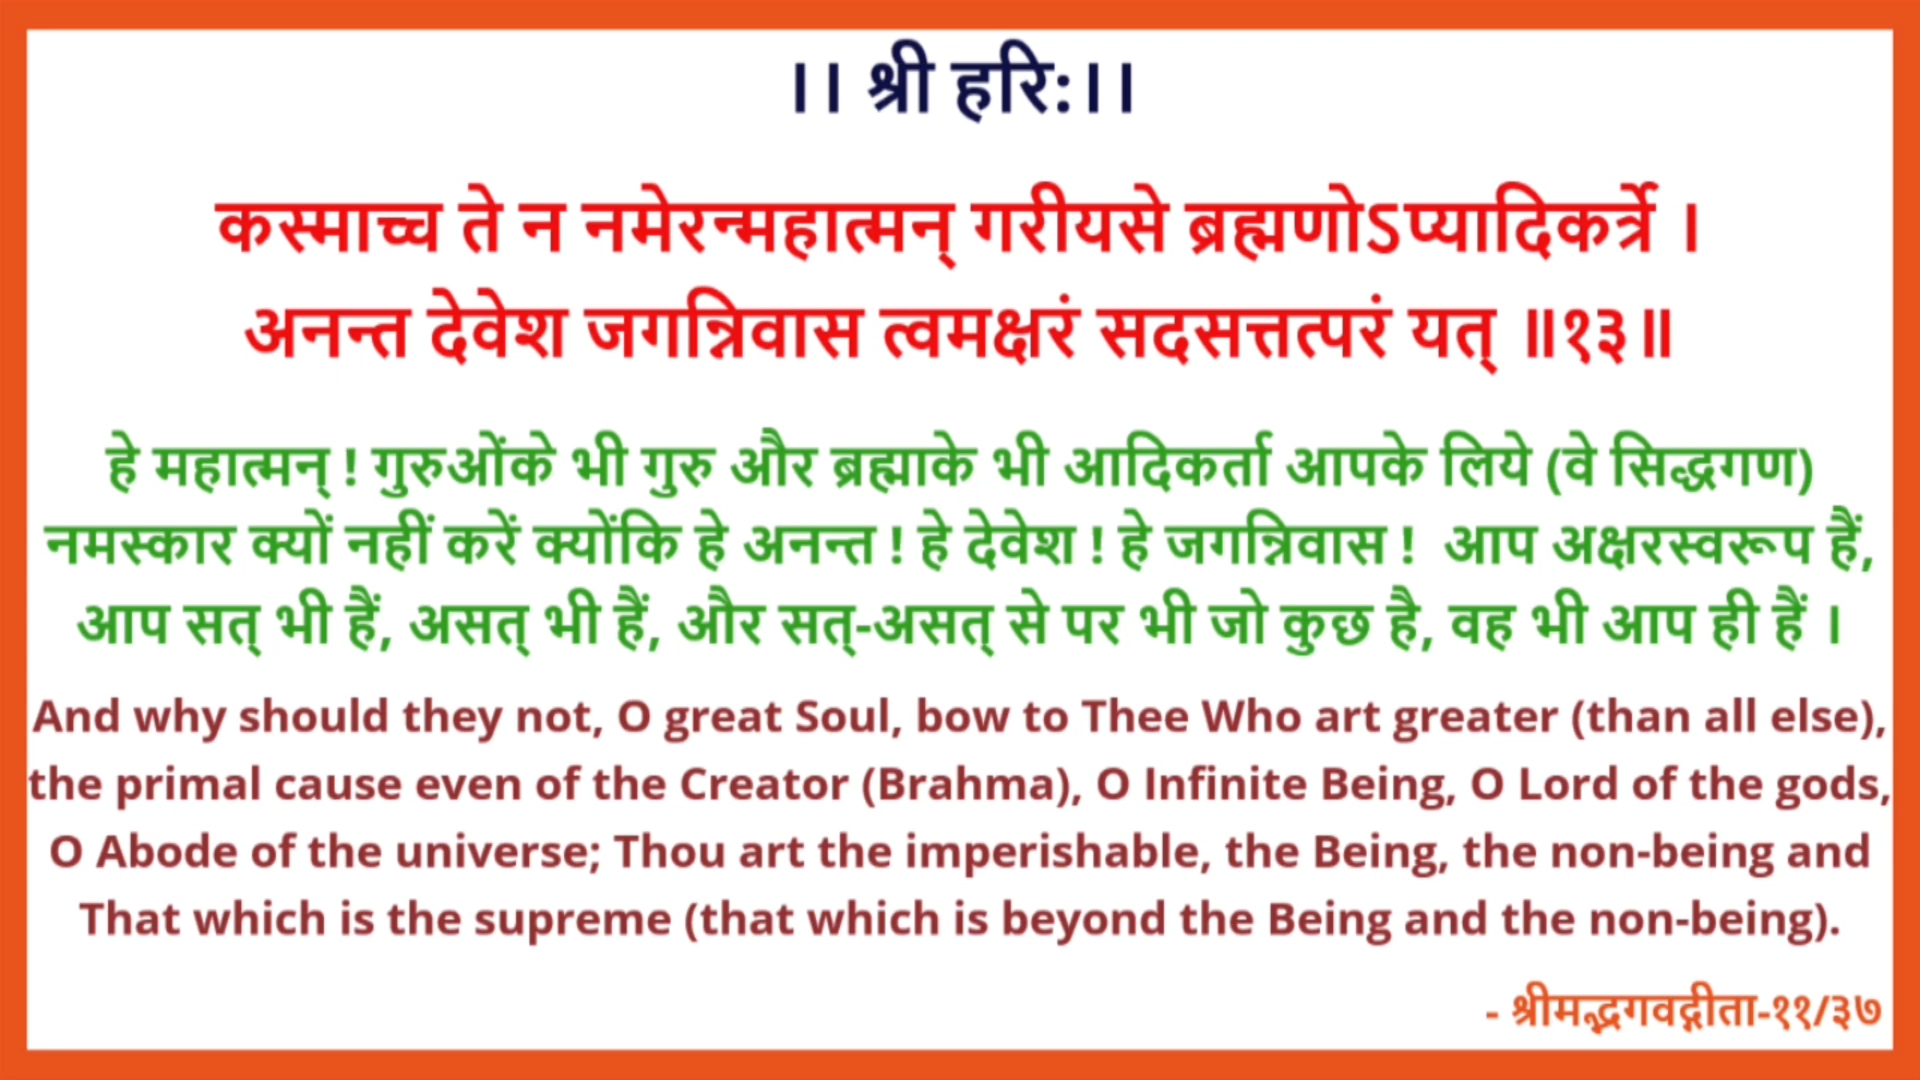 ।। श्री हरि:।।
कस्माच्च ते न नमेरन्महात्मन् गरीयसे ब्रह्मणोऽप्यादिकर्त्रे ।
अनन्त देवेश जगन्निवास त्वमक्षरं सदसत्तत्परं यत् ॥१३॥
हे महात्मन् ! गुरुओंके भी गुरु और ब्रह्माके भी आदिकर्ता आपके लिये (वे सिद्धगण)
नमस्कार क्यों नहीं करें क्योंकि हे अनन्त ! हे देवेश ! हे जगन्निवास ! आप अक्षरस्वरूप हैं,
आप सत् भी हैं, असत् भी हैं, और सत्-असत् से पर भी जो कुछ है, वह भी आप ही हैं ।
And why should they not, O great Soul, bow to Thee Who art greater (than all else),
the primal cause even of the Creator (Brahma), O Infinite Being, O Lord of the gods,
O Abode of the universe; Thou art the imperishable, the Being, the non-being and
That which is the supreme (that which is beyond the Being and the non-being).
- श्रीमद्भगवद्गीता-११/३७